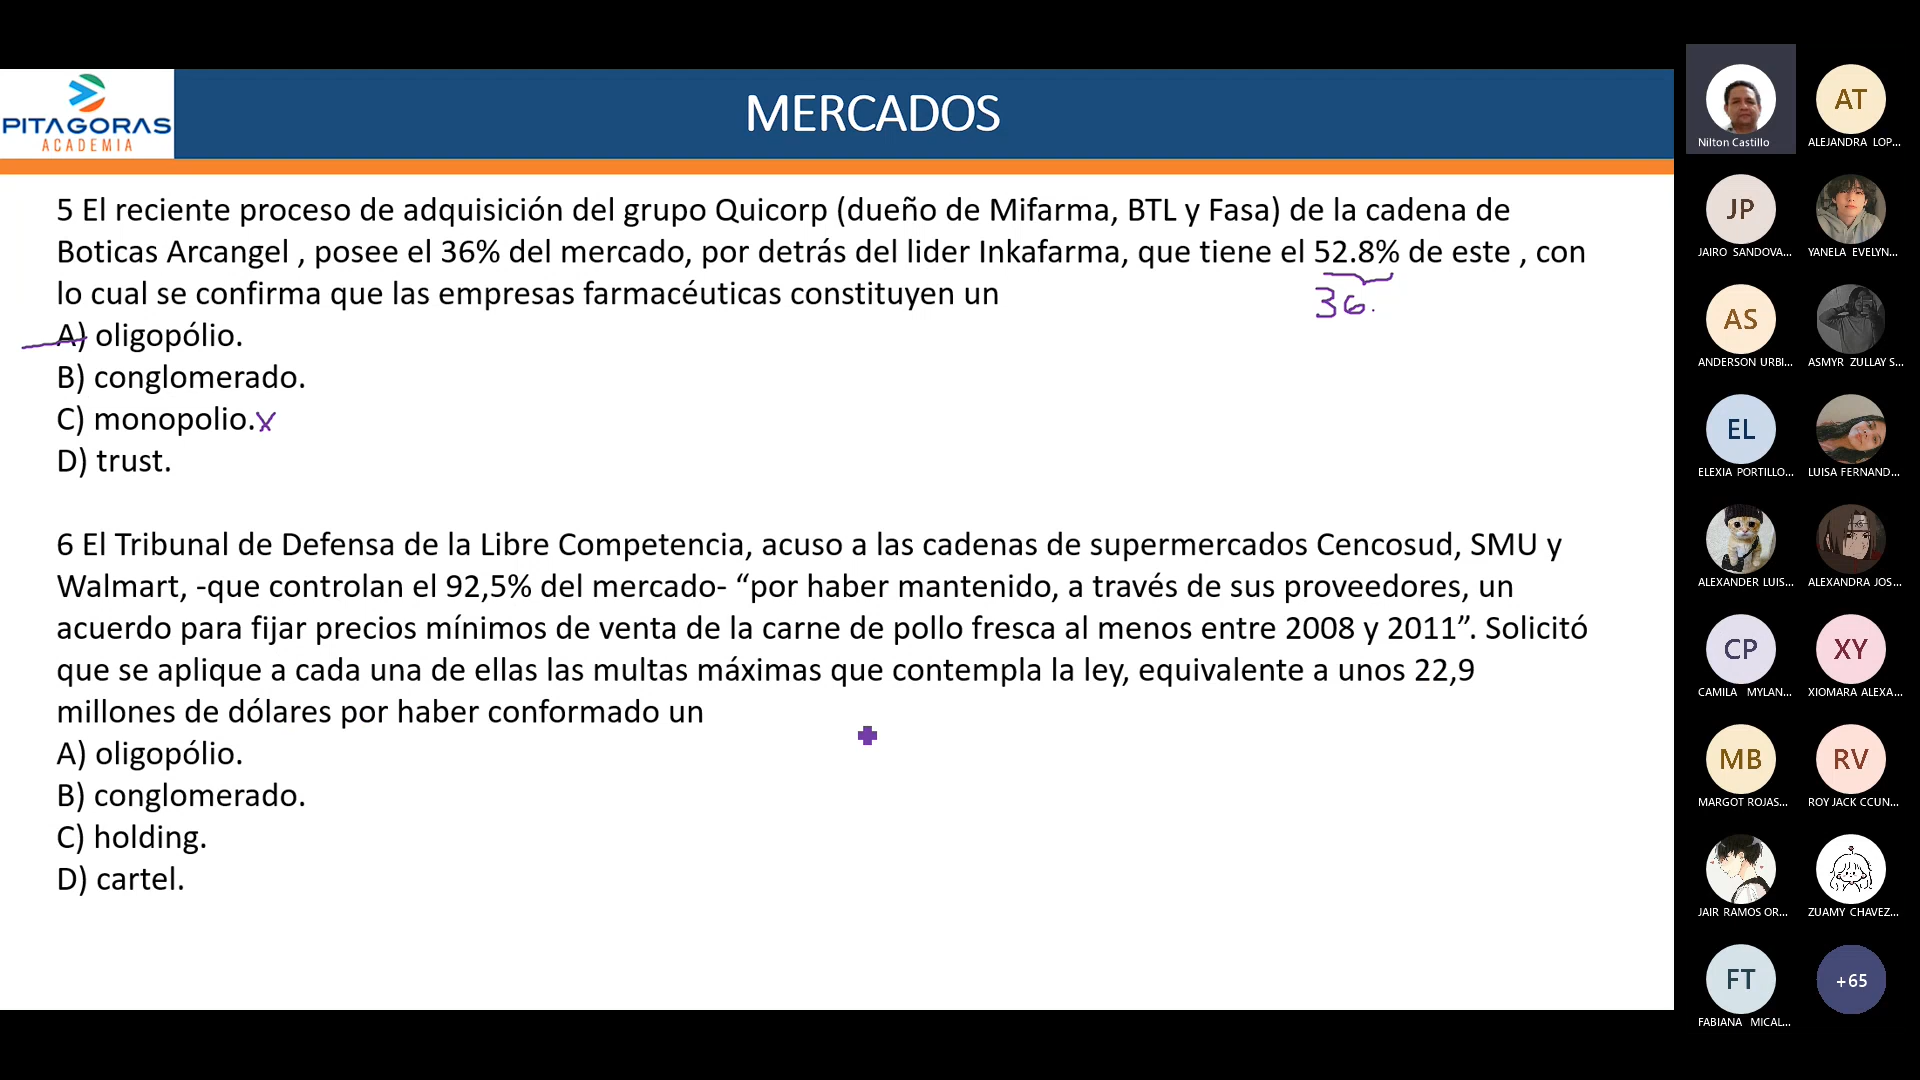 PITAGORAS
ACADEMIA
MERCADOS
5 El reciente proceso de adquisición del grupo Quicorp (dueño de Mifarma, BTL y Fasa) de la cadena de
Boticas Arcangel , posee el 36% del mercado, por detrás del lider Inkafarma, que tiene el 52.8% de este , con
lo cual se confirma que las empresas farmacéuticas constituyen un
36.
A) oligopólio.
B) conglomerado.
C) monopolio. x
D) trust.
6 El Tribunal de Defensa de la Libre Competencia, acuso a las cadenas de supermercados Cencosud, SMU y
Walmart, -que controlan el 92,5% del mercado- “por haber mantenido, a través de sus proveedores, un
acuerdo para fijar precios mínimos de venta de la carne de pollo fresca al menos entre 2008 y 2011”. Solicitó
que se aplique a cada una de ellas las multas máximas que contempla la ley, equivalente a unos 22,9
millones de dólares por haber conformado un
A) oligopólio.
B) conglomerado.
C) holding.
D) cartel.
Nilton Castillo
AT
ALEJANDRA LOP...
JP
JAIRO SANDOVA...
YANELA EVELYN...
AS
ANDERSON URBI...
ASMYR ZULLAY S...
EL
ELEXIA PORTILLO...
LUISA FERNAND...
ALEXANDER LUIS...
ALEXANDRA JOS...
CP
CAMILA MYLAN...
XY
XIOMARA ALEXA...
MB
MARGOT ROJAS...
RV
ROY JACK CCUN...
JAIR RAMOS OR...
ZUAMY CHAVEZ...
FT
FABIANA MICAL...
+65